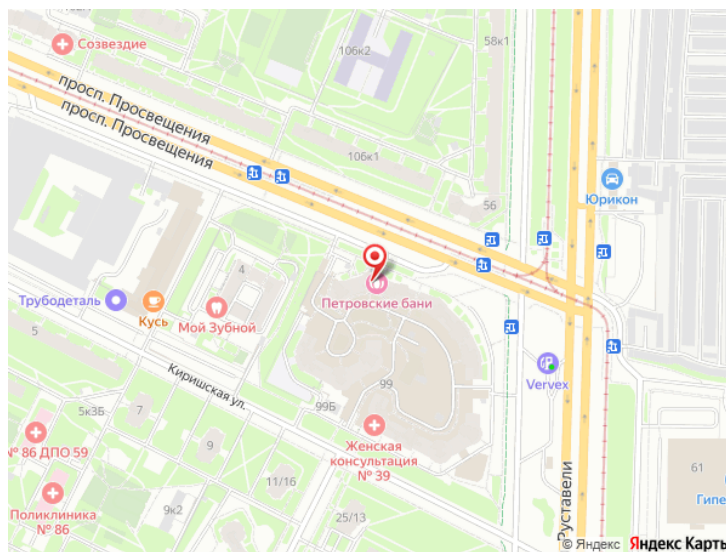 Созвездие
106к2
58к1
просп. Просвещения
просп. Просвещения
106к1
56
Юрикон
4
Петровские бани
Трубодеталь
Кусь
Мой Зубной
5
Киришская ул.
99
Vervex
99Б
5к3Б
7
9
Женская
консультация
№ 39
№ 86 ДПО 59
11/16
61
Гипе
Поликлиника
№ 86
9к2
25/13
Руставели
© Яндекс
Яндекс Карты